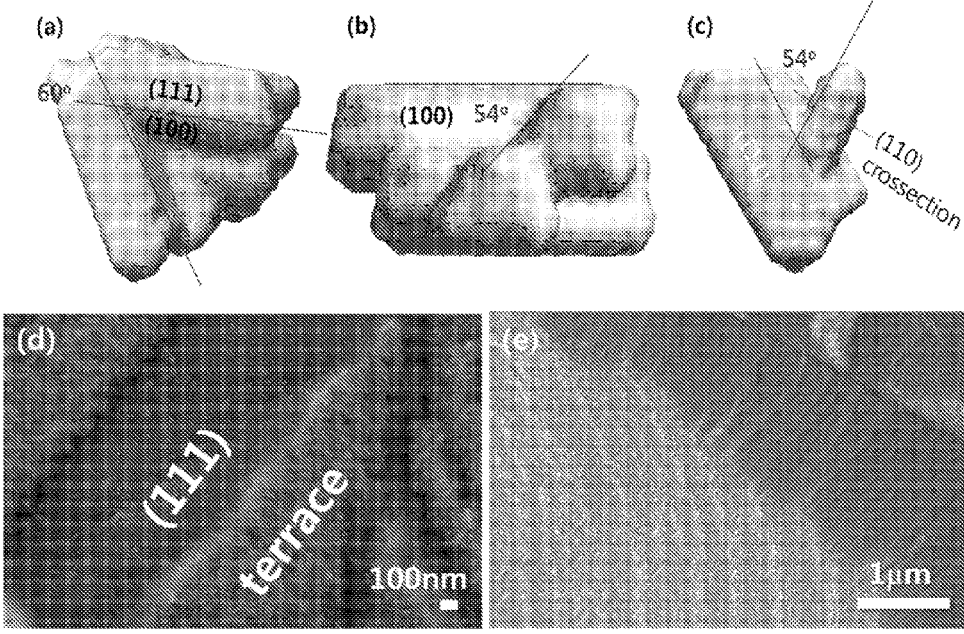 (a)
60°
(111)
(100)
(b)
(100)
54°
(c)
54°
(110)
crossection
(d)
(111)
terrace
100nm
(e)
1μm